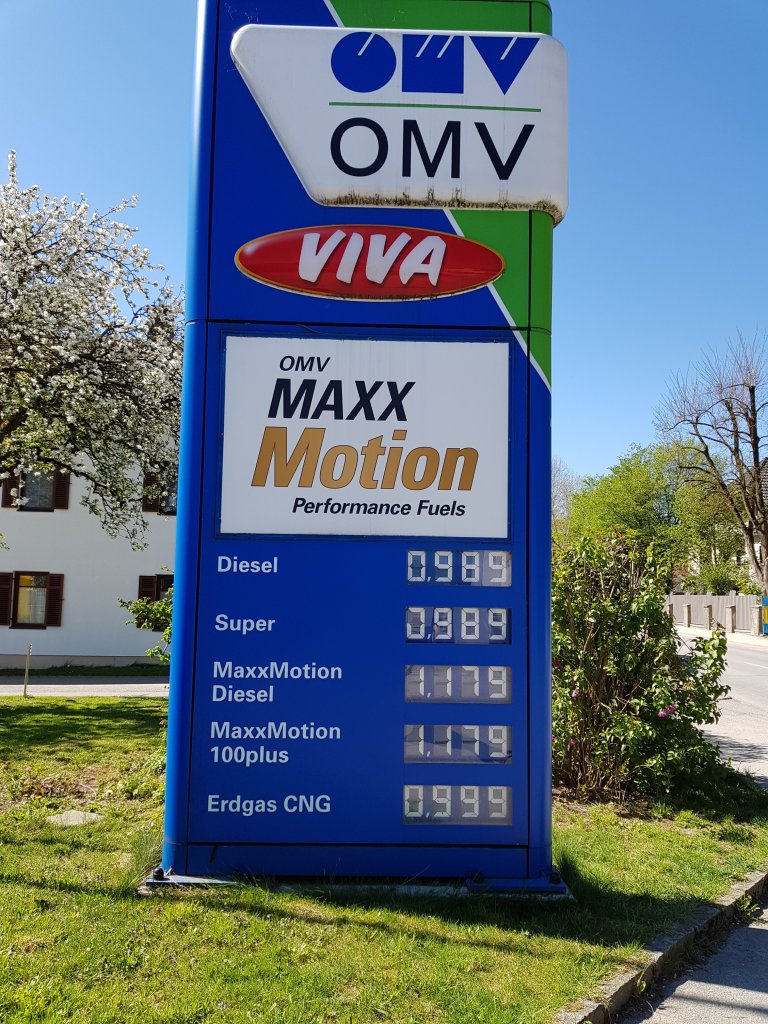 OMV
OMV
VIVA
OMV
MAXX
Motion
Performance Fuels
Diesel 0,989
Super 0,989
MaxxMotion
Diesel 1,179
MaxxMotion
100plus 1,179
Erdgas CNG 0,999